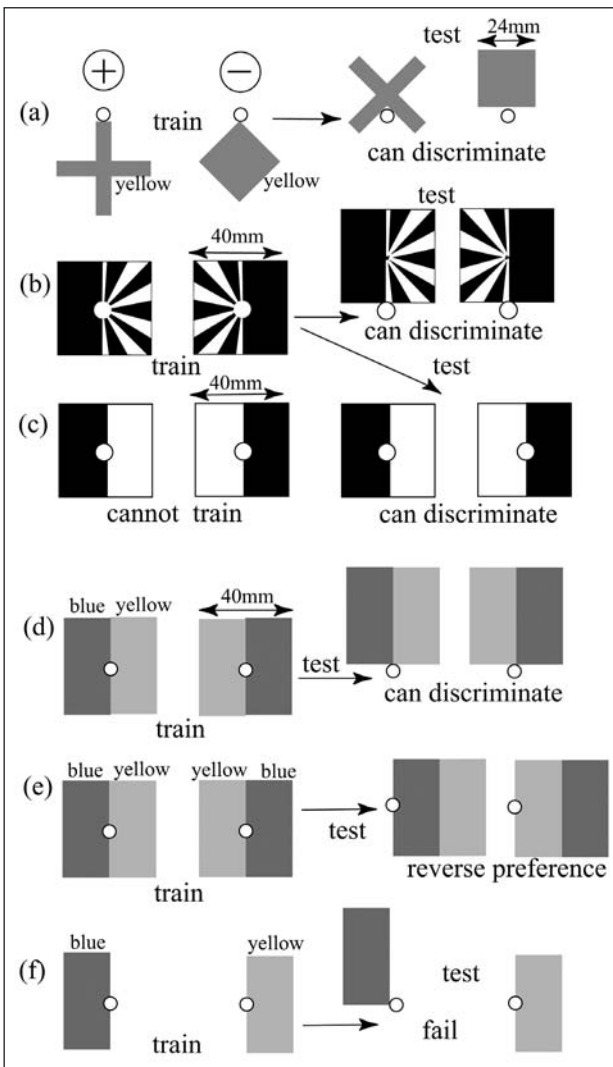 test
24mm
+
−
(a)
train
yellow
yellow
can discriminate
test
40mm
(b)
can discriminate
train
test
40mm
(c)
cannot train
can discriminate
40mm
blue yellow
(d)
test
can discriminate
train
blue yellow yellow blue
(e)
test
reverse preference
train
blue
yellow
(f)
test
fail
train